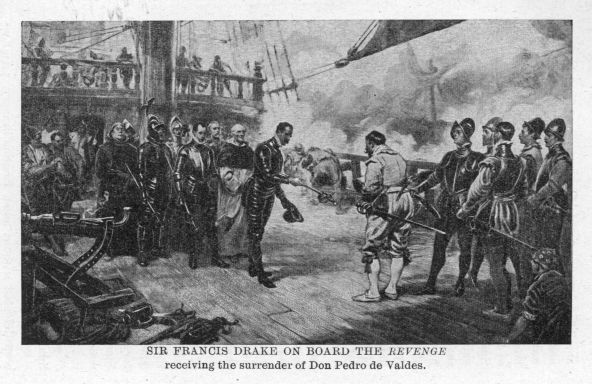 SIR FRANCIS DRAKE ON BOARD THE REVENGE
receiving the surrender of Don Pedro de Valdes.